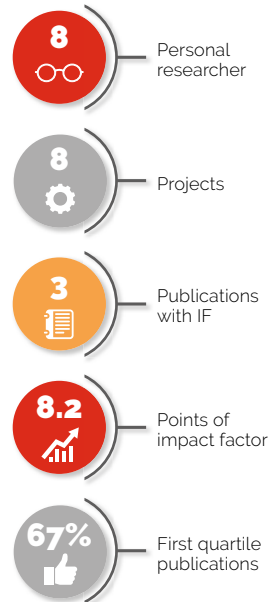 8
Personal
researcher
8
Projects
3
Publications
with IF
8.2
Points of
impact factor
67%
First quartile
publications